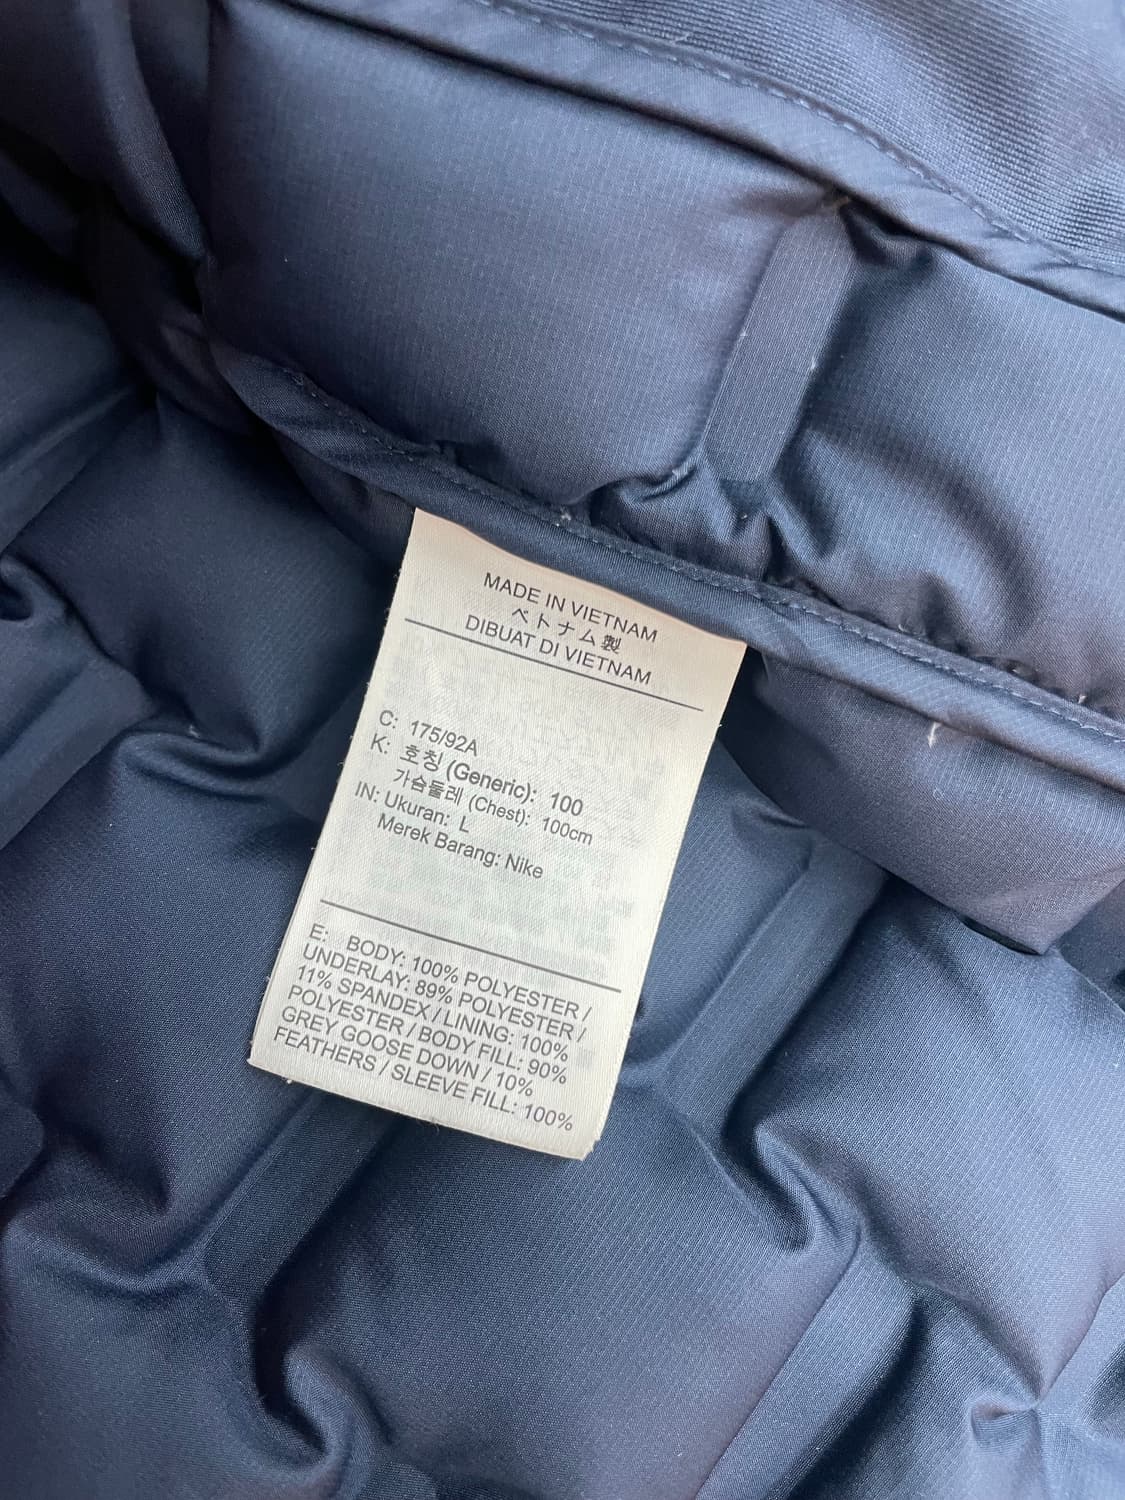 MADE IN VIETNAM
ベトナム製
DIBUAT DI VIETNAM
C: 175/92A
K: 호칭 (Generic): 100
가슴둘레 (Chest): 100cm
IN: Ukuran: L
Merek Barang: Nike
E: BODY: 100% POLYESTER /
UNDERLAY: 89% POLYESTER /
11% SPANDEX / LINING: 100%
POLYESTER / BODY FILL: 90%
GREY GOOSE DOWN / 10%
FEATHERS / SLEEVE FILL: 100%